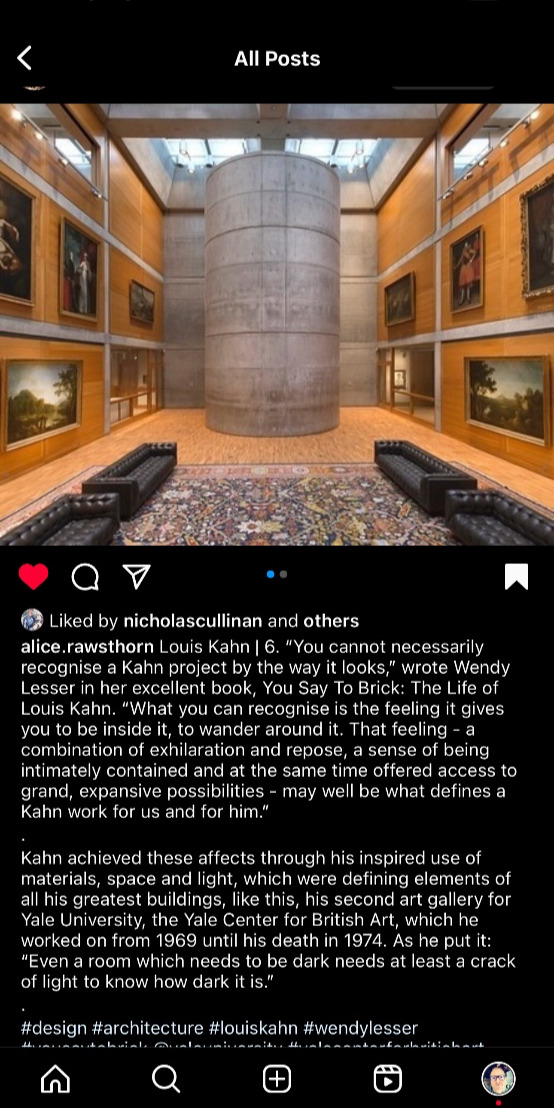 All Posts
Liked by nicholascullinan and others
alice.rawsthorn Louis Kahn | 6. “You cannot necessarily
recognise a Kahn project by the way it looks,” wrote Wendy
Lesser in her excellent book, You Say To Brick: The Life of
Louis Kahn. “What you can recognise is the feeling it gives
you to be inside it, to wander around it. That feeling - a
combination of exhilaration and repose, a sense of being
intimately contained and at the same time offered access to
grand, expansive possibilities - may well be what defines a
Kahn work for us and for him.”
.
Kahn achieved these affects through his inspired use of
materials, space and light, which were defining elements of
all his greatest buildings, like this, his second art gallery for
Yale University, the Yale Center for British Art, which he
worked on from 1969 until his death in 1974. As he put it:
“Even a room which needs to be dark needs at least a crack
of light to know how dark it is.”
.
#design #architecture #louiskahn #wendylesser
#yousaytobrick @yaleuniversity #yalecenterforbritishart